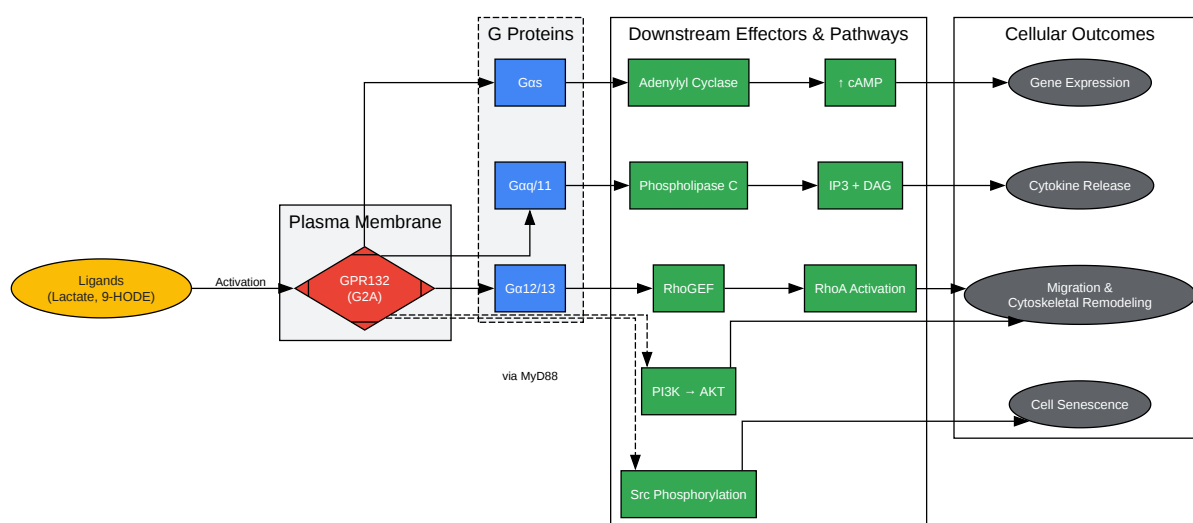 G Proteins
Downstream Effectors & Pathways
Cellular Outcomes
Gαs
Adenylyl Cyclase
↑ cAMP
Gene Expression
Gαq/11
Phospholipase C
IP3 + DAG
Cytokine Release
Plasma Membrane
Ligands
(Lactate, 9-HODE)
Activation
GPR132
(G2A)
Gα12/13
RhoGEF
RhoA Activation
Migration &
Cytoskeletal Remodeling
via MyD88
PI3K → AKT
Cell Senescence
Src Phosphorylation